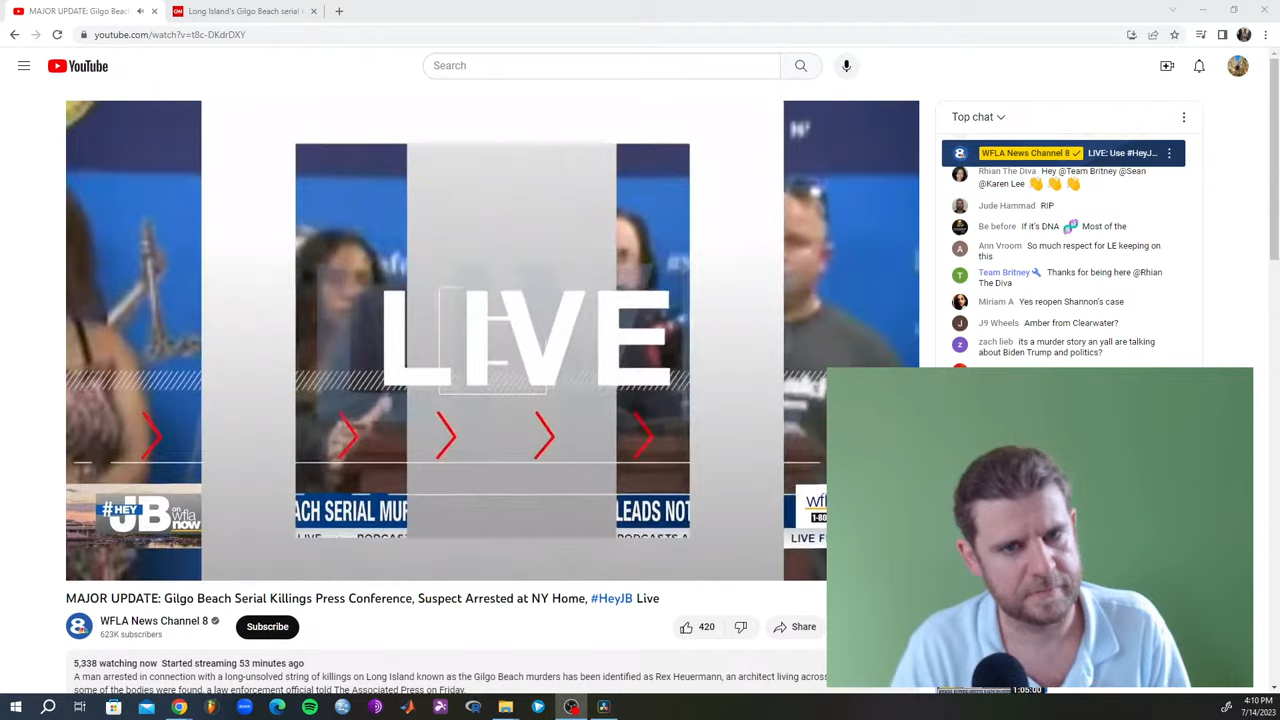 MAJOR UPDATE: Gilgo Beac
Long Island's Gilgo Beach serial k
youtube.com/watch?v=t8c-DKdrDXY
YouTube
Search
Top chat
WFLA News Channel 8 LIVE: Use #HeyJ...
Rhian The Diva Hey @Team Britney @Sean
@Karen Lee 👋 👋 👋
Jude Hammad RIP
Be before If it's DNA 🧬 Most of the
Ann Vroom So much respect for LE keeping on
this
Team Britney Thanks for being here @Rhian
The Diva
Miriam A Yes reopen Shannon's case
J9 Wheels Amber from Clearwater?
zach lieb its a murder story an yall are talking
about Biden Trump and politics?
LIVE
#HEY JB on wfla now
ACH SERIAL MUR
LEADS NOT
wfl
1-80
LIVE F
MAJOR UPDATE: Gilgo Beach Serial Killings Press Conference, Suspect Arrested at NY Home, #HeyJB Live
WFLA News Channel 8
623K subscribers
Subscribe
420
Share
5,338 watching now Started streaming 53 minutes ago
A man arrested in connection with a long-unsolved string of killings on Long Island known as the Gilgo Beach murders has been identified as Rex Heuermann, an architect living across
some of the bodies were found, a law enforcement official told The Associated Press on Friday.
1:05:00
4:10 PM
7/14/2023